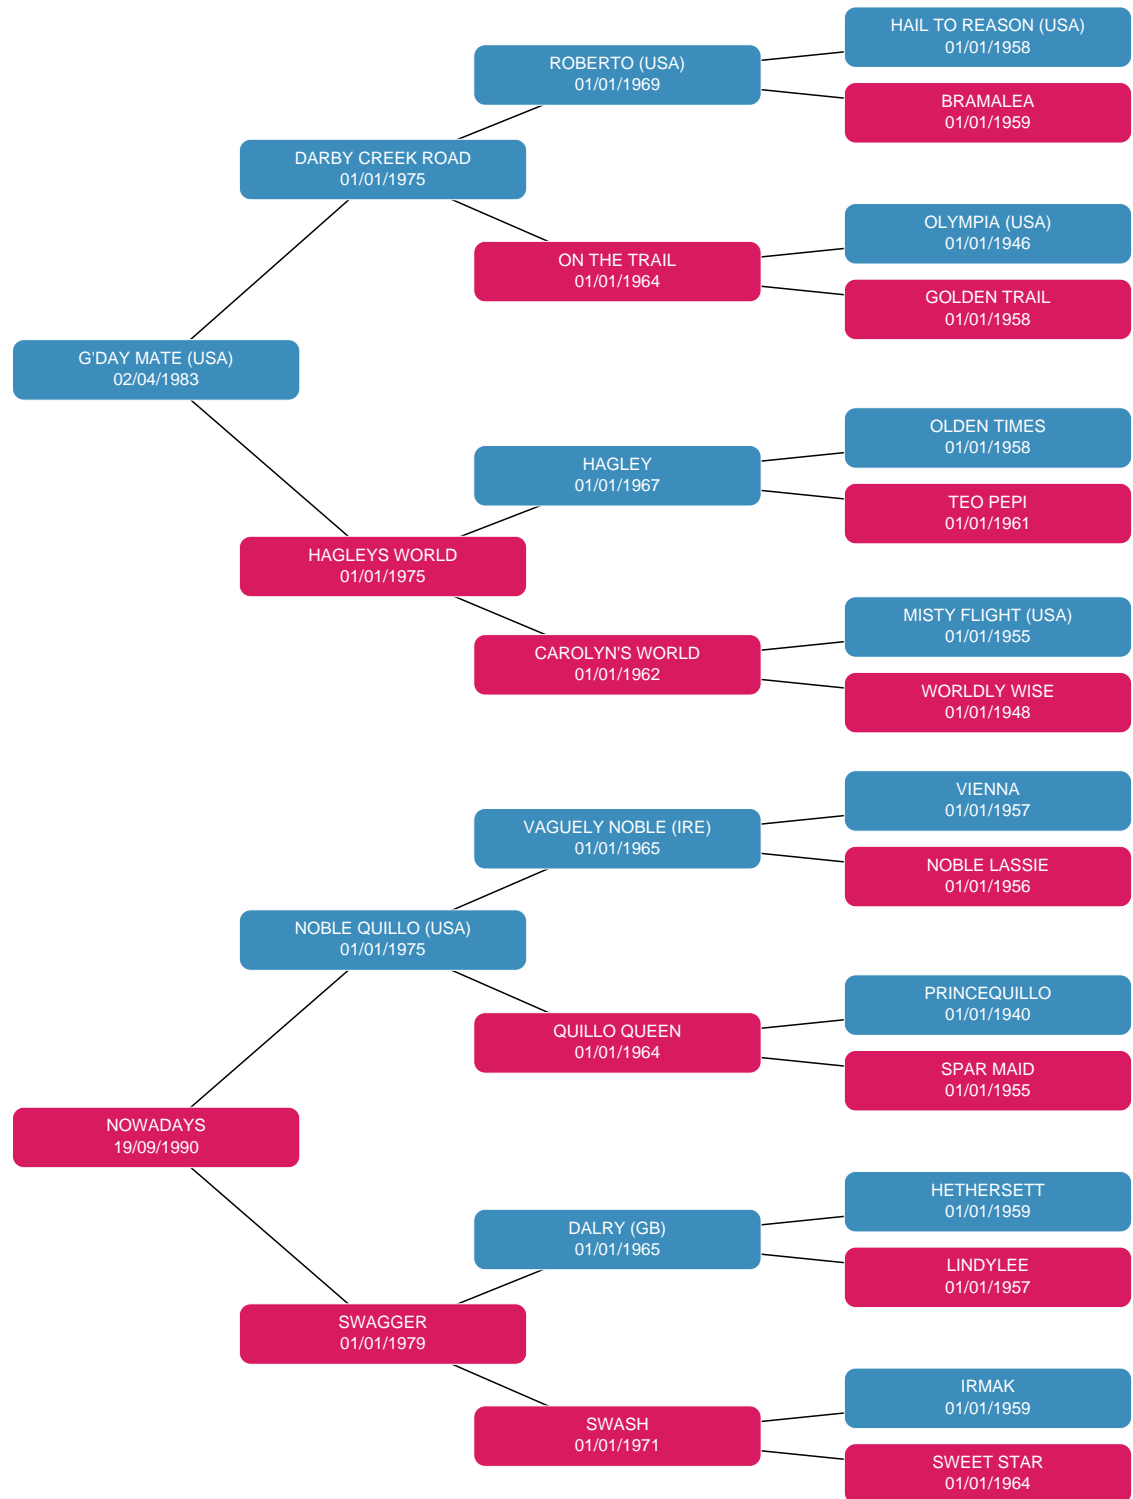 HAIL TO REASON (USA)
01/01/1958
ROBERTO (USA)
01/01/1969
BRAMALEA
01/01/1959
DARBY CREEK ROAD
01/01/1975
OLYMPIA (USA)
01/01/1946
ON THE TRAIL
01/01/1964
GOLDEN TRAIL
01/01/1958
G'DAY MATE (USA)
02/04/1983
OLDEN TIMES
01/01/1958
HAGLEY
01/01/1967
TEO PEPI
01/01/1961
HAGLEYS WORLD
01/01/1975
MISTY FLIGHT (USA)
01/01/1955
CAROLYN'S WORLD
01/01/1962
WORLDLY WISE
01/01/1948
VIENNA
01/01/1957
VAGUELY NOBLE (IRE)
01/01/1965
NOBLE LASSIE
01/01/1956
NOBLE QUILLO (USA)
01/01/1975
PRINCEQUILLO
01/01/1940
QUILLO QUEEN
01/01/1964
SPAR MAID
01/01/1955
NOWADAYS
19/09/1990
HETHERSETT
01/01/1959
DALRY (GB)
01/01/1965
LINDYLEE
01/01/1957
SWAGGER
01/01/1979
IRMAK
01/01/1959
SWASH
01/01/1971
SWEET STAR
01/01/1964